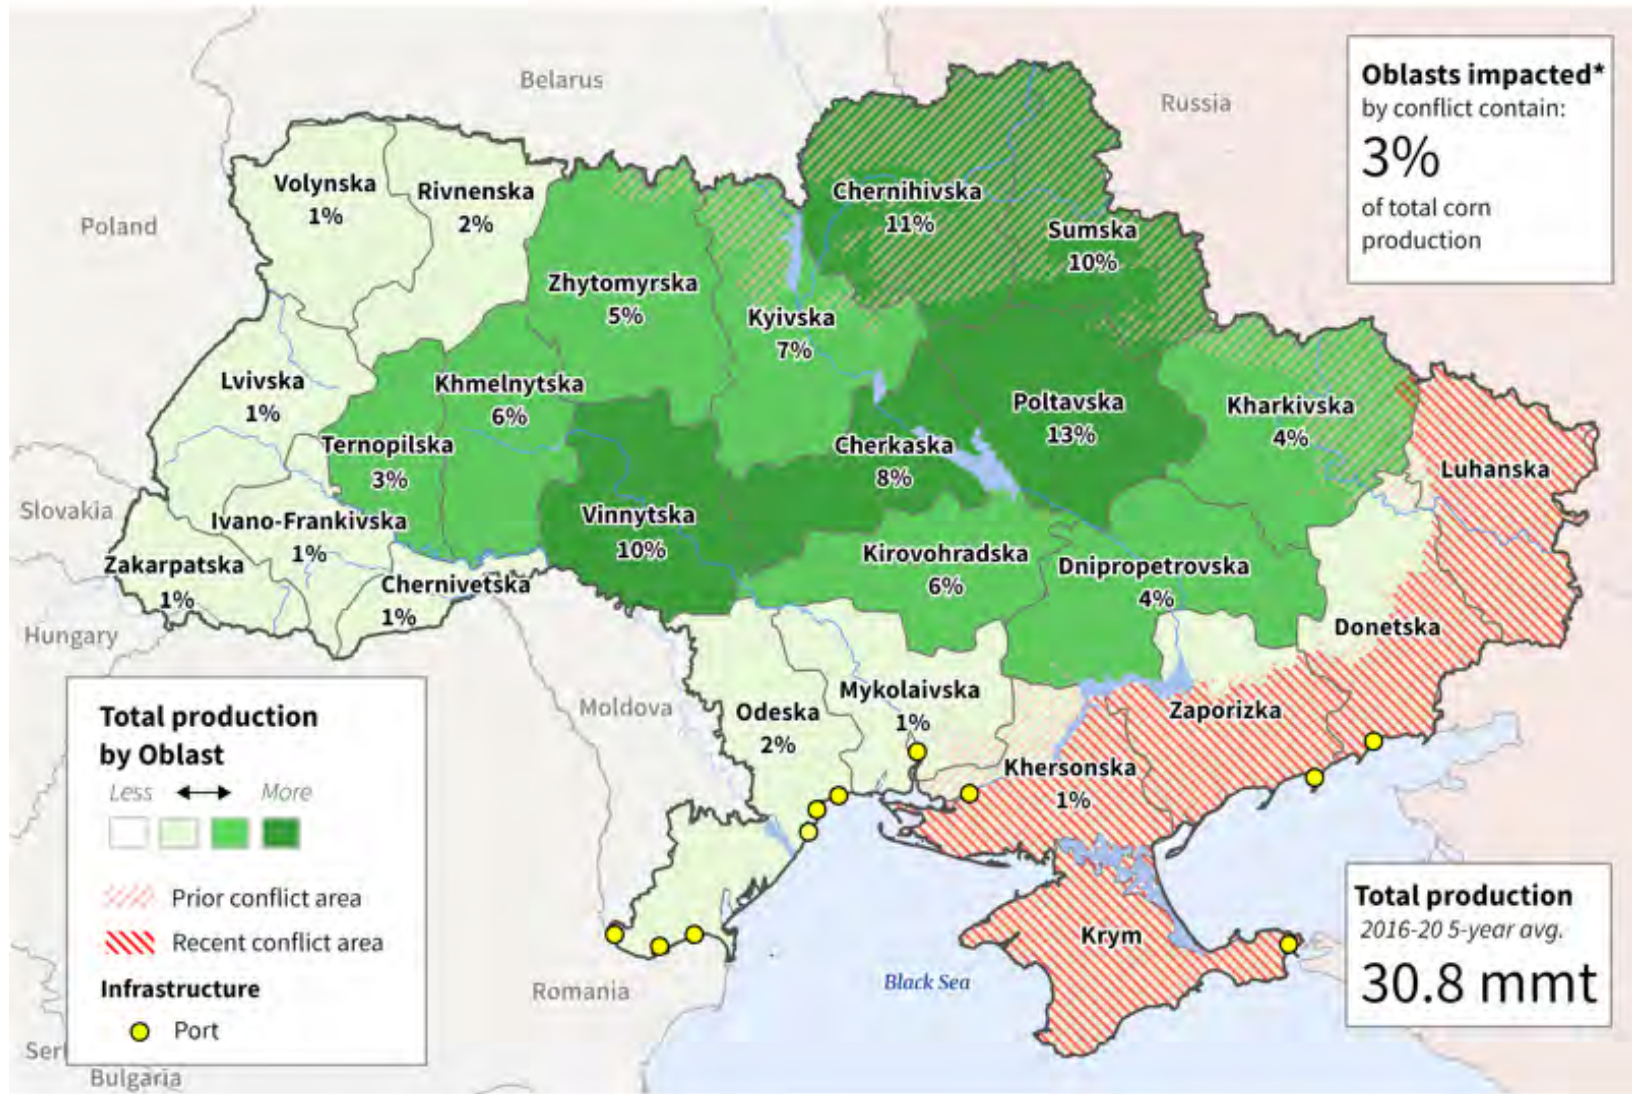 Belarus
Russia
Poland
Slovakia
Hungary
Moldova
Romania
Bulgaria
Black Sea
Volynska
1%
Rivnenska
2%
Zhytomyrska
5%
Kyivska
7%
Chernihivska
11%
Sumska
10%
Lvivska
1%
Khmelnytska
6%
Ternopilska
3%
Ivano-Frankivska
1%
Zakarpatska
1%
Chernivetska
1%
Vinnytska
10%
Cherkaska
8%
Poltavska
13%
Kharkivska
4%
Luhanska
Kirovohradska
6%
Dnipropetrovska
4%
Donetska
Odeska
2%
Mykolaivska
1%
Zaporizka
Khersonska
1%
Krym
Oblasts impacted*
by conflict contain:
3%
of total corn
production
Total production
by Oblast
Less
More
Prior conflict area
Recent conflict area
Infrastructure
Port
Total production
2016-20 5-year avg.
30.8 mmt